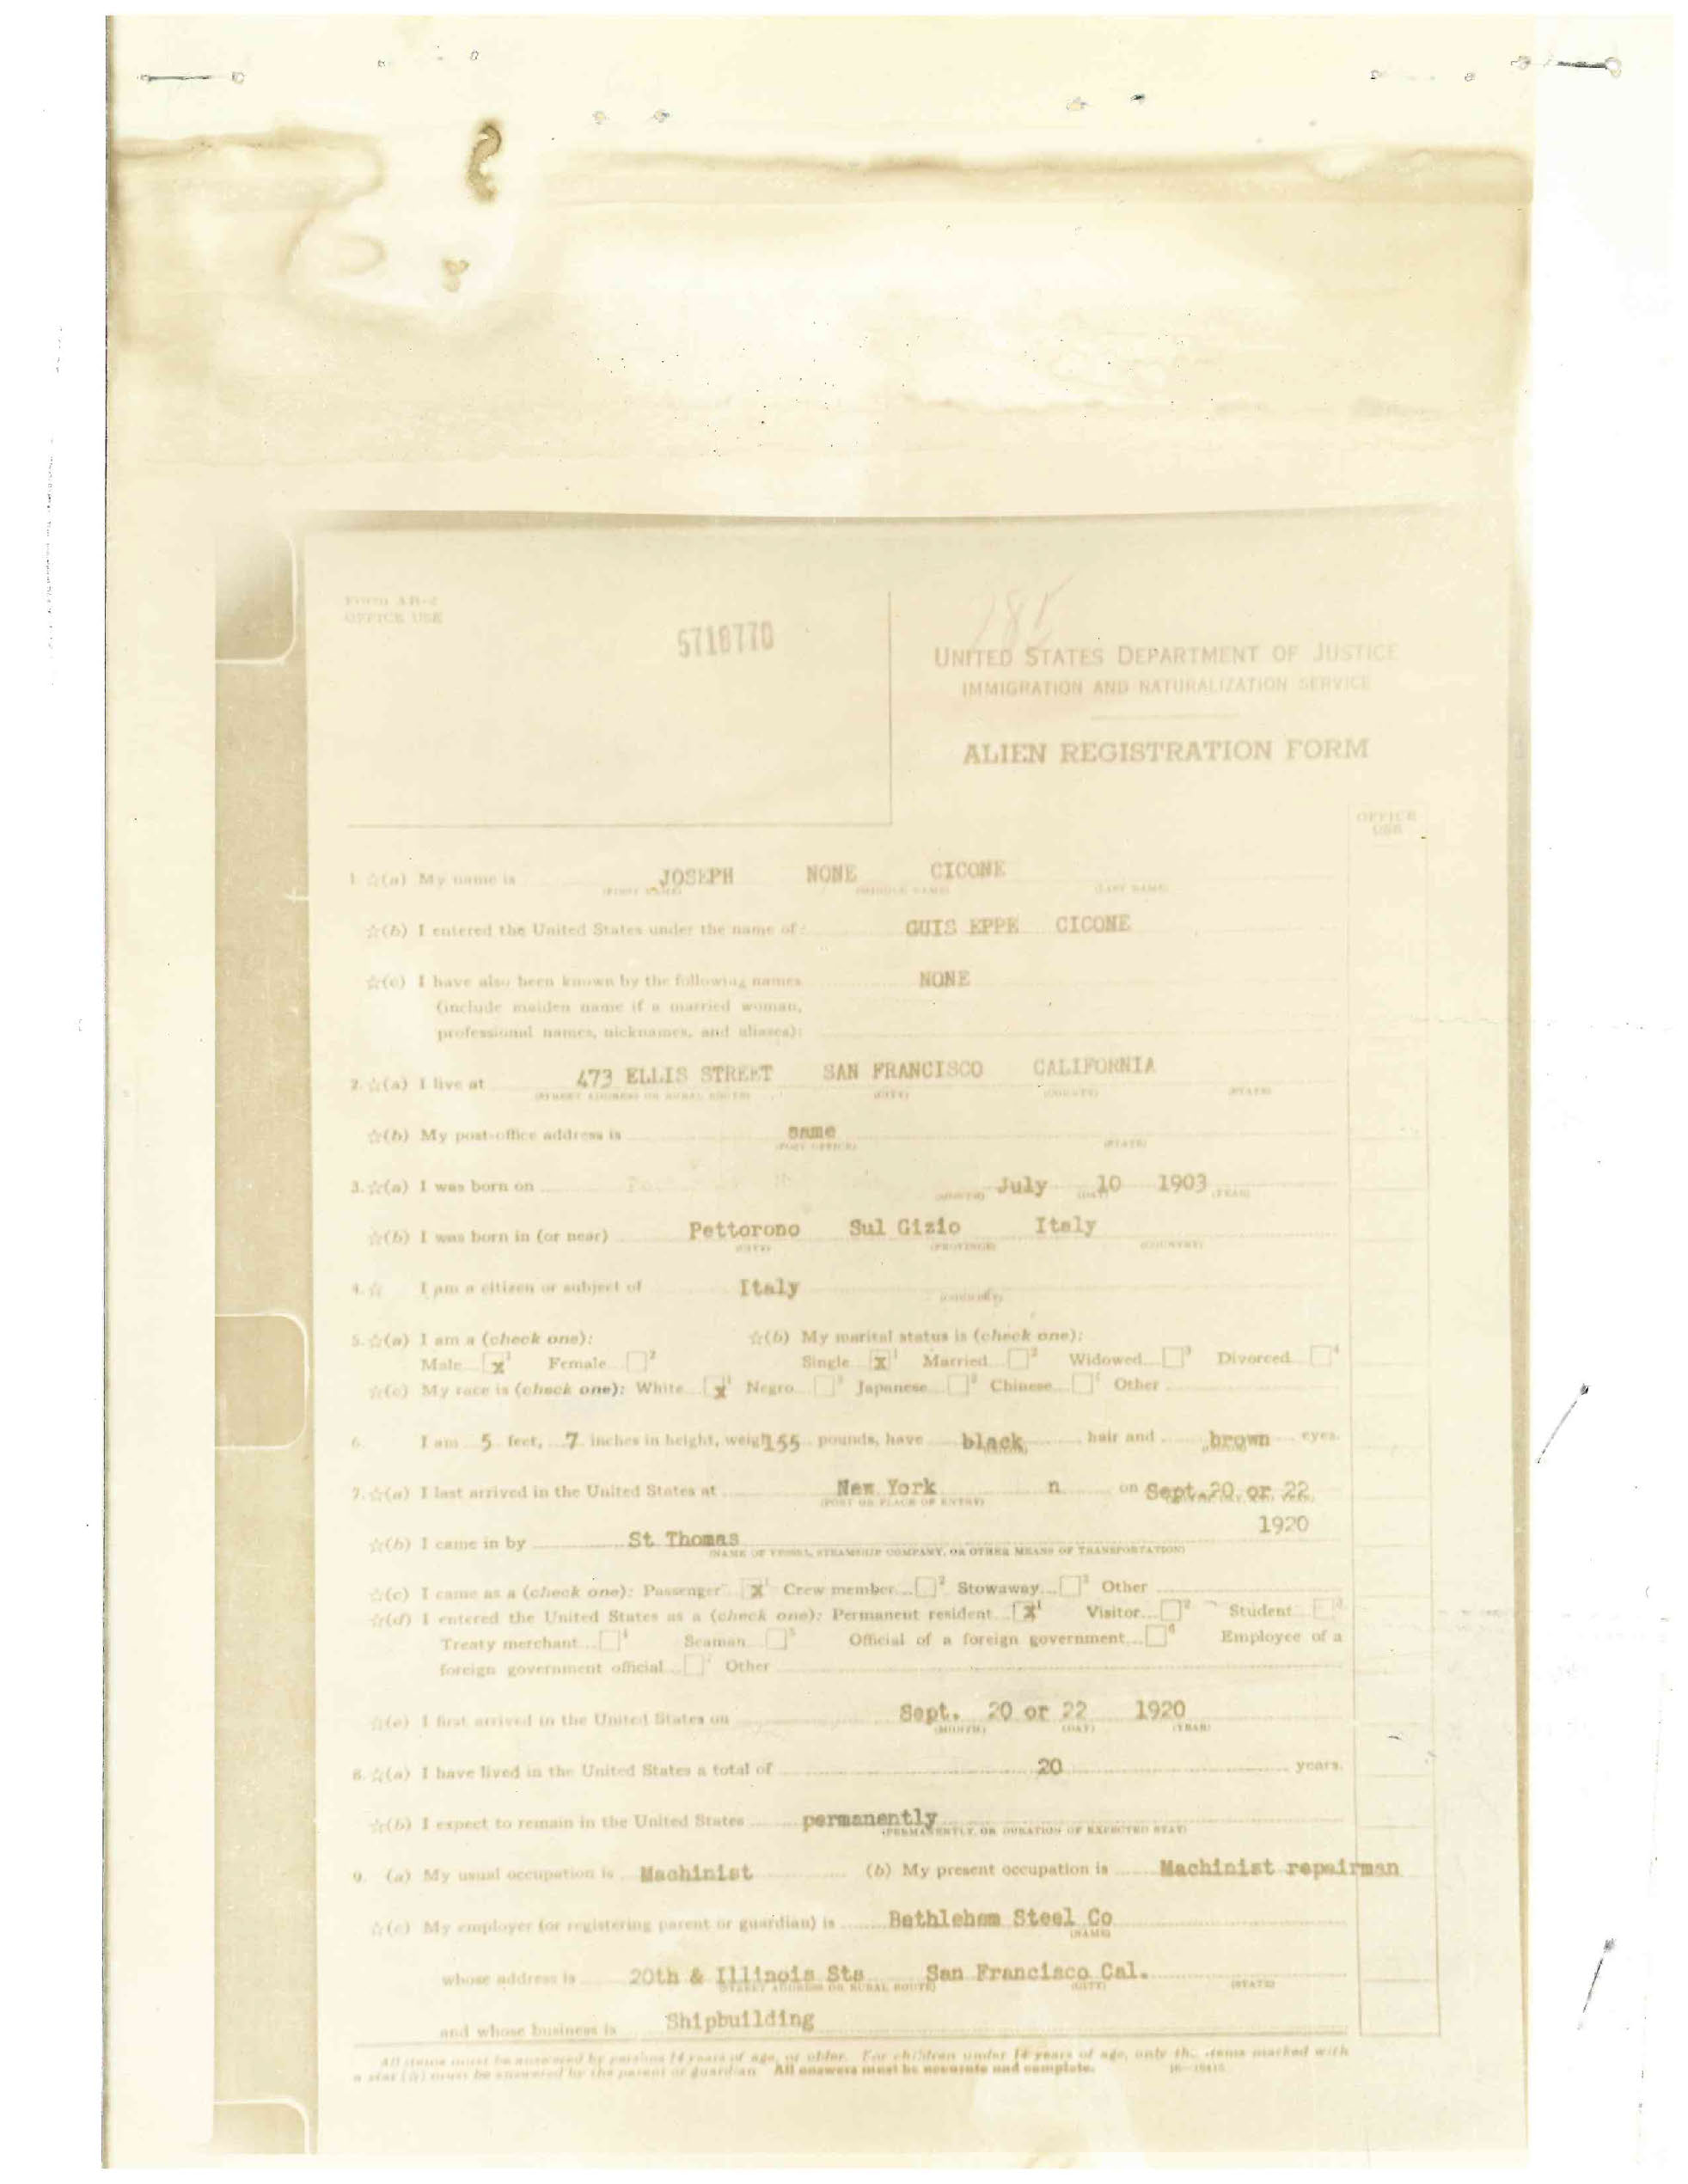 Form AR-2
OFFICE USE
5718770
UNITED STATES DEPARTMENT OF JUSTICE
IMMIGRATION AND NATURALIZATION SERVICE
ALIEN REGISTRATION FORM
OFFICE USE
1. ☆(a) My name is JOSEPH NONE CICONE
(FIRST NAME) (MIDDLE NAME) (LAST NAME)
☆(b) I entered the United States under the name of: GUIS EPPE CICONE
☆(c) I have also been known by the following names NONE
(include maiden name if a married woman,
professional names, nicknames, and aliases):
2. ☆(a) I live at 473 ELLIS STREET SAN FRANCISCO CALIFORNIA
(STREET ADDRESS OR RURAL ROUTE) (CITY) (COUNTY) (STATE)
☆(b) My post-office address is same
(POST OFFICE) (STATE)
3. ☆(a) I was born on July 10 1903
(MONTH) (DAY) (YEAR)
☆(b) I was born in (or near) Pettorono Sul Gizio Italy
(CITY) (PROVINCE) (COUNTRY)
4. ☆ I am a citizen or subject of Italy
(COUNTRY)
5. ☆(a) I am a (check one): ☆(b) My marital status is (check one):
Male x 1 Female 2 Single X 1 Married 2 Widowed 3 Divorced 4
☆(c) My race is (check one): White x 1 Negro 2 Japanese 3 Chinese 4 Other
6. I am 5 feet, 7 inches in height, weigh 155 pounds, have black hair and brown eyes.
7. ☆(a) I last arrived in the United States at New York n on Sept. 20 or 22
(PORT OR PLACE OF ENTRY)
1920
☆(b) I came in by St Thomas
(NAME OF VESSEL, STEAMSHIP COMPANY, OR OTHER MEANS OF TRANSPORTATION)
☆(c) I came as a (check one): Passenger X 1 Crew member 2 Stowaway 3 Other
☆(d) I entered the United States as a (check one): Permanent resident X 1 Visitor 2 Student 3
Treaty merchant 4 Seaman 5 Official of a foreign government 6 Employee of a
foreign government official 7 Other
☆(e) I first arrived in the United States on Sept. 20 or 22 1920
(MONTH) (DAY) (YEAR)
8. ☆(a) I have lived in the United States a total of 20 years.
☆(b) I expect to remain in the United States permanently
(PERMANENTLY OR DURATION OF EXPECTED STAY)
9. (a) My usual occupation is Machinist (b) My present occupation is Machinist repairman
☆(c) My employer (or registering parent or guardian) is Bethlehem Steel Co
(NAME)
whose address is 20th & Illinois Sts San Francisco Cal.
(STREET ADDRESS OR RURAL ROUTE) (CITY) (STATE)
and whose business is Shipbuilding
All items must be answered by persons 14 years of age, or older. For children under 14 years of age, only the items marked with
a star (☆) must be answered by the parent or guardian. All answers must be accurate and complete.